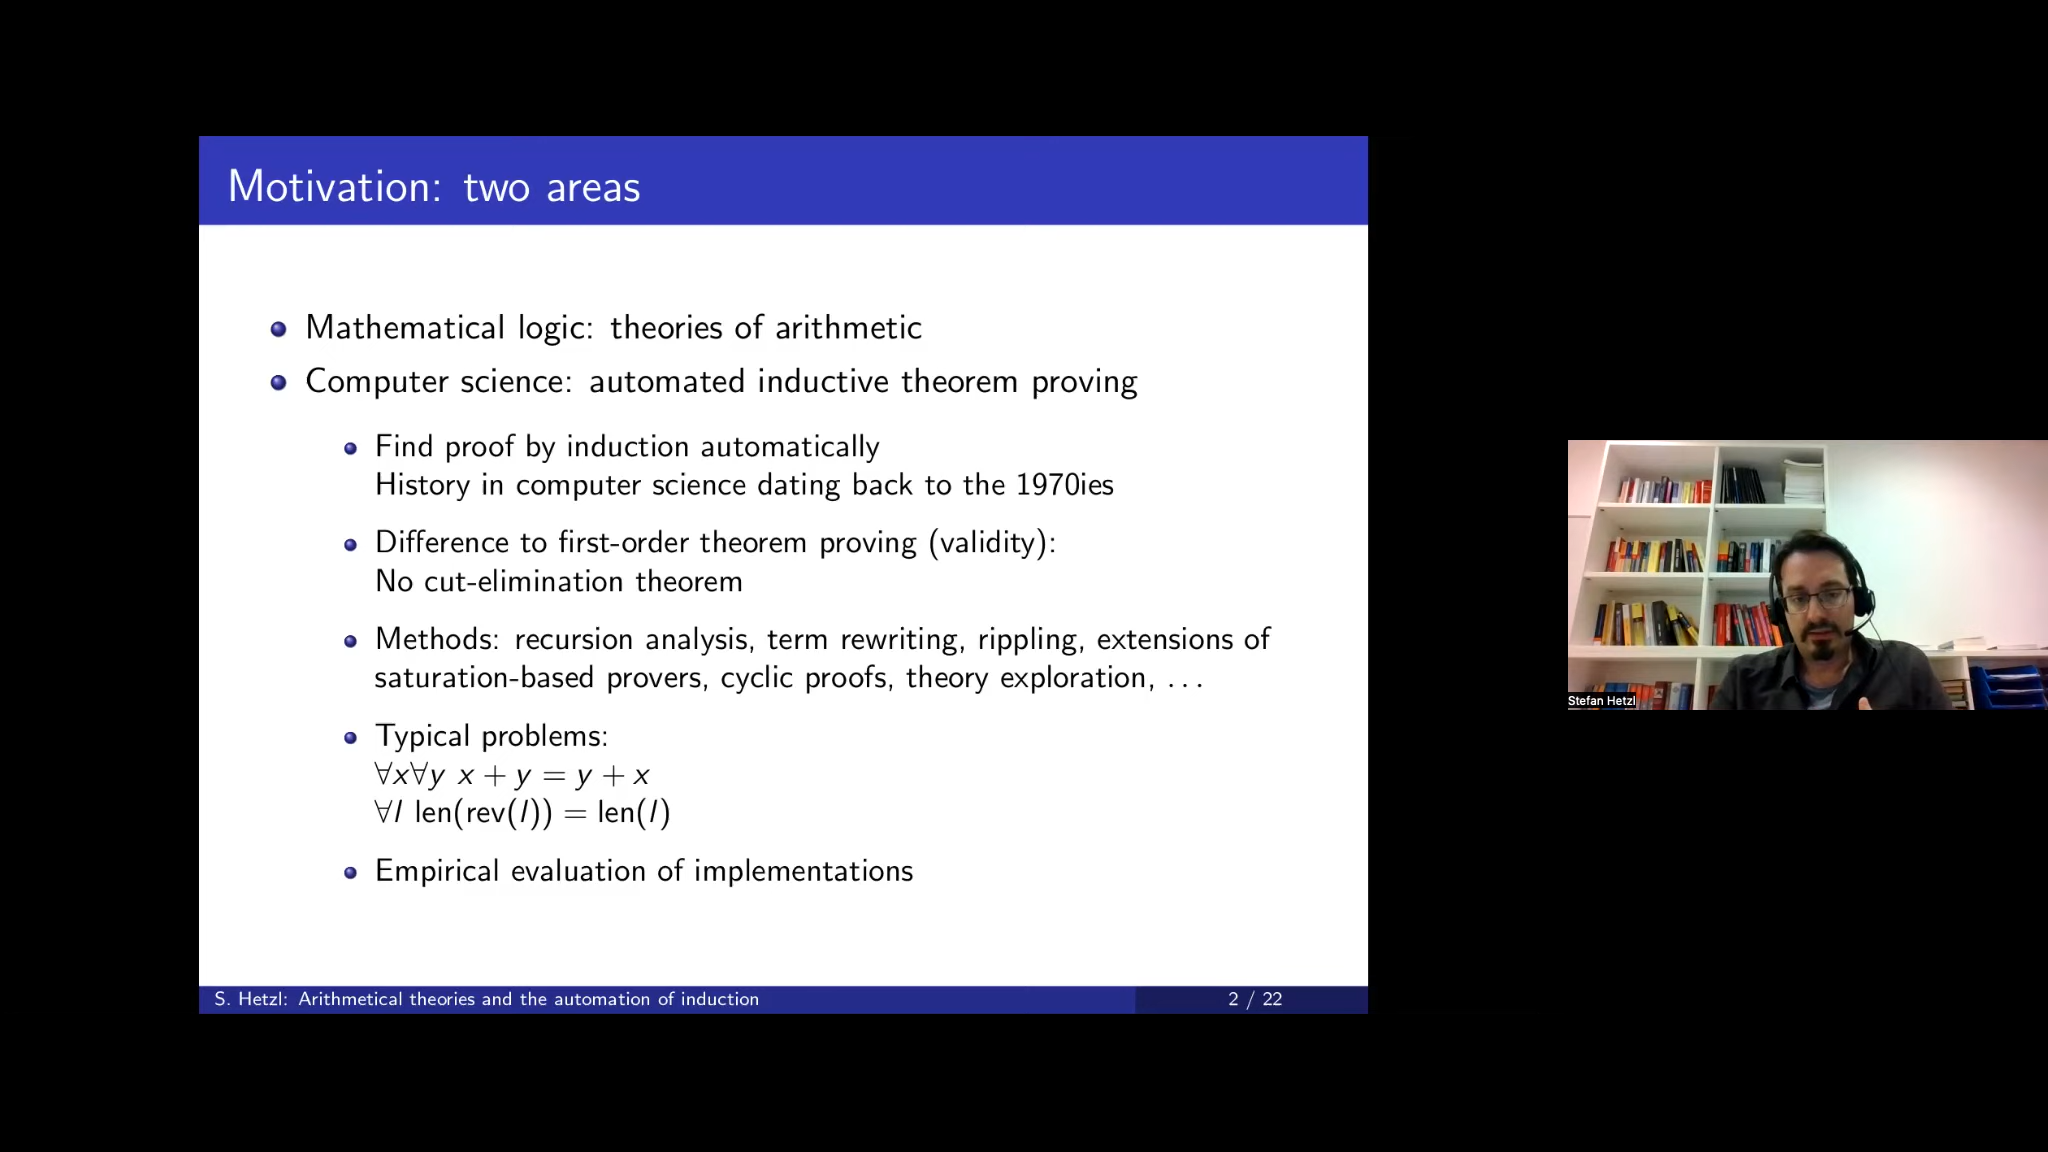 Motivation: two areas
Mathematical logic: theories of arithmetic
Computer science: automated inductive theorem proving
Find proof by induction automatically
History in computer science dating back to the 1970ies
Difference to first-order theorem proving (validity):
No cut-elimination theorem
Methods: recursion analysis, term rewriting, rippling, extensions of
saturation-based provers, cyclic proofs, theory exploration, ...
Typical problems:
∀x∀y x + y = y + x
∀l len(rev(l)) = len(l)
Empirical evaluation of implementations
S. Hetzl: Arithmetical theories and the automation of induction
2 / 22
Stefan Hetzl